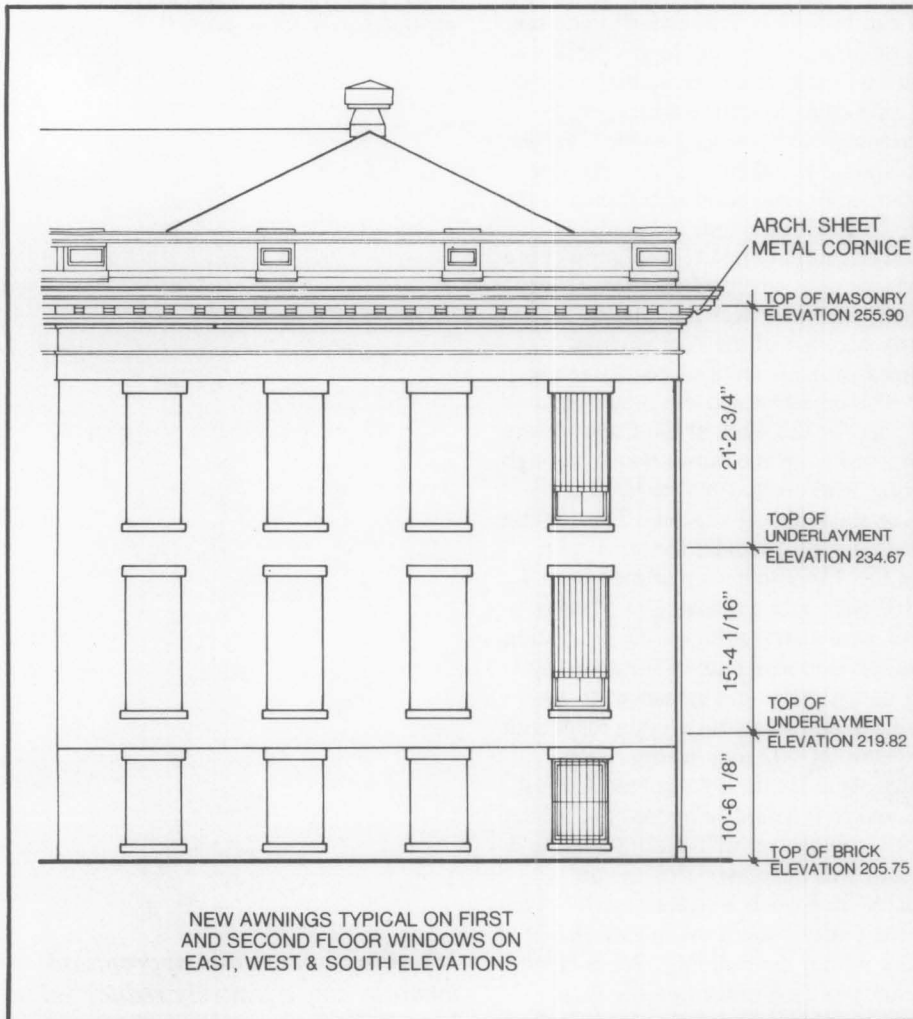 ARCH. SHEET
METAL CORNICE
TOP OF MASONRY
ELEVATION 255.90
21'-2 3/4"
TOP OF
UNDERLAYMENT
ELEVATION 234.67
15'-4 1/16"
TOP OF
UNDERLAYMENT
ELEVATION 219.82
10'-6 1/8"
TOP OF BRICK
ELEVATION 205.75
NEW AWNINGS TYPICAL ON FIRST
AND SECOND FLOOR WINDOWS ON
EAST, WEST & SOUTH ELEVATIONS